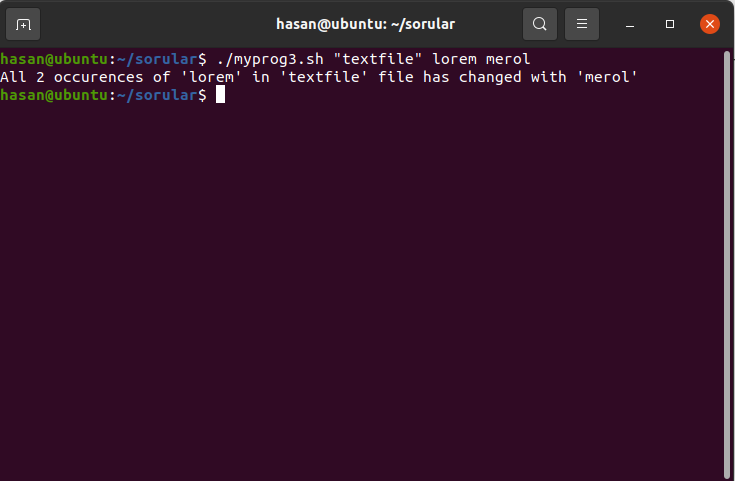 hasan@ubuntu: ~/sorular
hasan@ubuntu:~/sorular$ ./myprog3.sh "textfile" lorem merol
All 2 occurences of 'lorem' in 'textfile' file has changed with 'merol'
hasan@ubuntu:~/sorular$